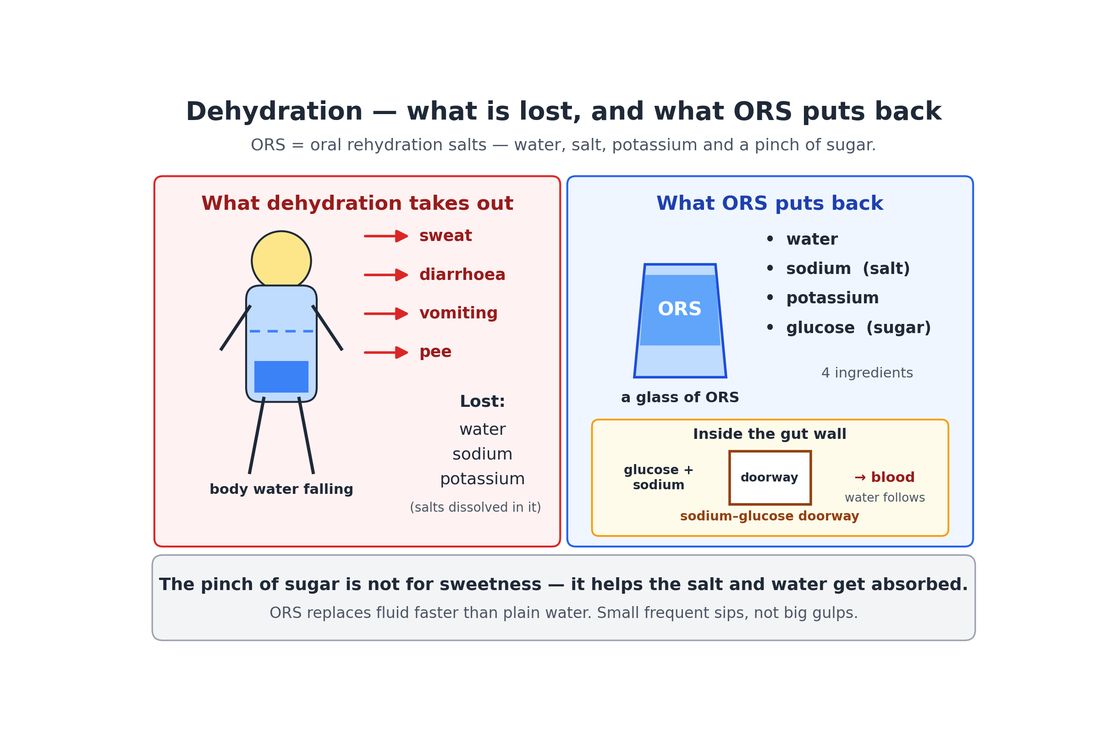 Dehydration — what is lost, and what ORS puts back
ORS = oral rehydration salts — water, salt, potassium and a pinch of sugar.
What dehydration takes out
sweat
diarrhoea
vomiting
pee
Lost:
water
sodium
potassium
(salts dissolved in it)
body water falling
What ORS puts back
• water
• sodium (salt)
• potassium
• glucose (sugar)
4 ingredients
ORS
a glass of ORS
Inside the gut wall
glucose +
sodium
doorway
→ blood
water follows
sodium–glucose doorway
The pinch of sugar is not for sweetness — it helps the salt and water get absorbed.
ORS replaces fluid faster than plain water. Small frequent sips, not big gulps.